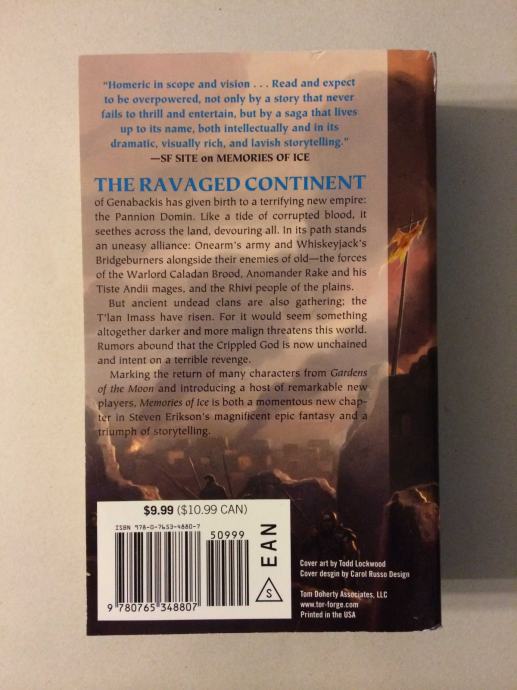 “Homeric in scope and vision . . . Read and expect
to be overpowered, not only by a story that never
fails to thrill and entertain, but by a saga that lives
up to its name, both intellectually and in its
dramatic, visually rich, and lavish storytelling.”
—SF SITE on MEMORIES OF ICE
THE RAVAGED CONTINENT
of Genabackis has given birth to a terrifying new empire:
the Pannion Domin. Like a tide of corrupted blood, it
seethes across the land, devouring all. In its path stands
an uneasy alliance: Onearm's army and Whiskeyjack's
Bridgeburners alongside their enemies of old—the forces
of the Warlord Caladan Brood, Anomander Rake and his
Tiste Andii mages, and the Rhivi people of the plains.
But ancient undead clans are also gathering; the
T'lan Imass have risen. For it would seem something
altogether darker and more malign threatens this world.
Rumors abound that the Crippled God is now unchained
and intent on a terrible revenge.
Marking the return of many characters from Gardens
of the Moon and introducing a host of remarkable new
players, Memories of Ice is both a momentous new chap-
ter in Steven Erikson's magnificent epic fantasy and a
triumph of storytelling.
$9.99 ($10.99 CAN)
ISBN 978-0-7653-4880-7
50999
EAN
S
9 780765 348807
Cover art by Todd Lockwood
Cover desgin by Carol Russo Design
Tom Doherty Associates, LLC
www.tor-forge.com
Printed in the USA